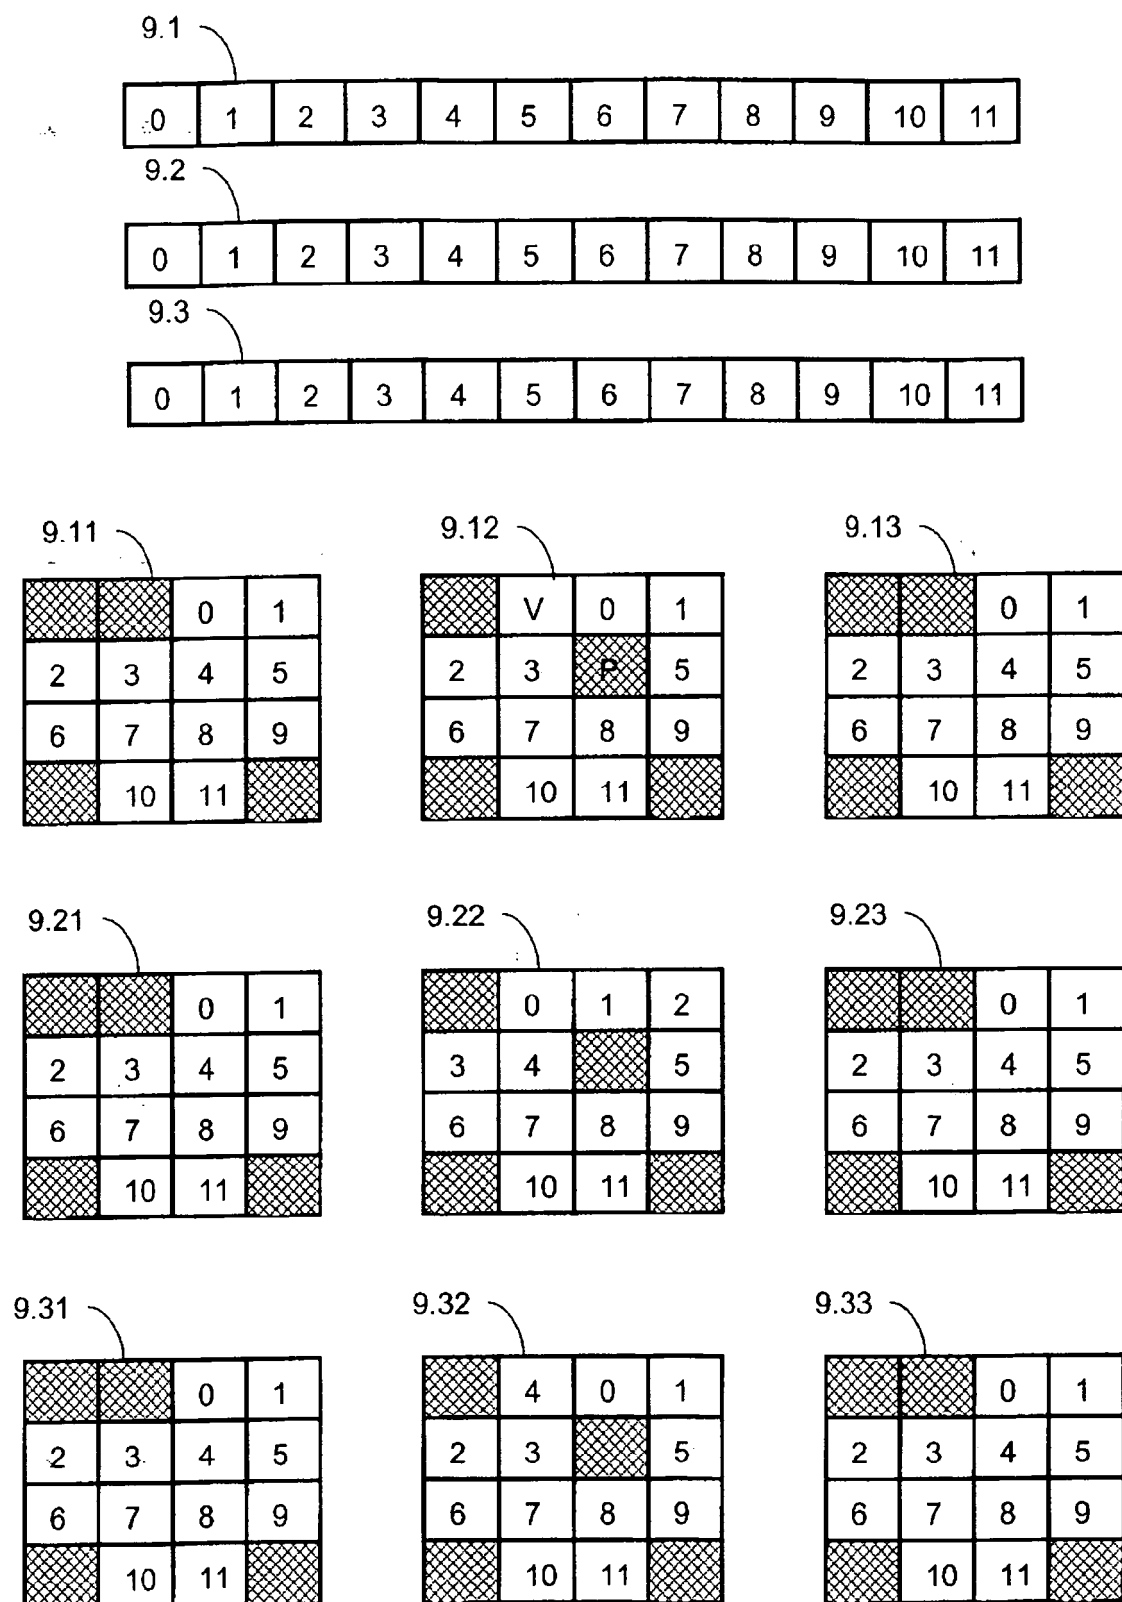 9.1
0 1 2 3 4 5 6 7 8 9 10 11
9.2
0 1 2 3 4 5 6 7 8 9 10 11
9.3
0 1 2 3 4 5 6 7 8 9 10 11
9.11 9.12 9.13
0 1 V 0 1 0 1
2 3 4 5 2 3 P 5 2 3 4 5
6 7 8 9 6 7 8 9 6 7 8 9
10 11 10 11 10 11
9.21 9.22 9.23
0 1 0 1 2 0 1
2 3 4 5 3 4 5 2 3 4 5
6 7 8 9 6 7 8 9 6 7 8 9
10 11 10 11 10 11
9.31 9.32 9.33
0 1 4 0 1 0 1
2 3 4 5 2 3 5 2 3 4 5
6 7 8 9 6 7 8 9 6 7 8 9
10 11 10 11 10 11